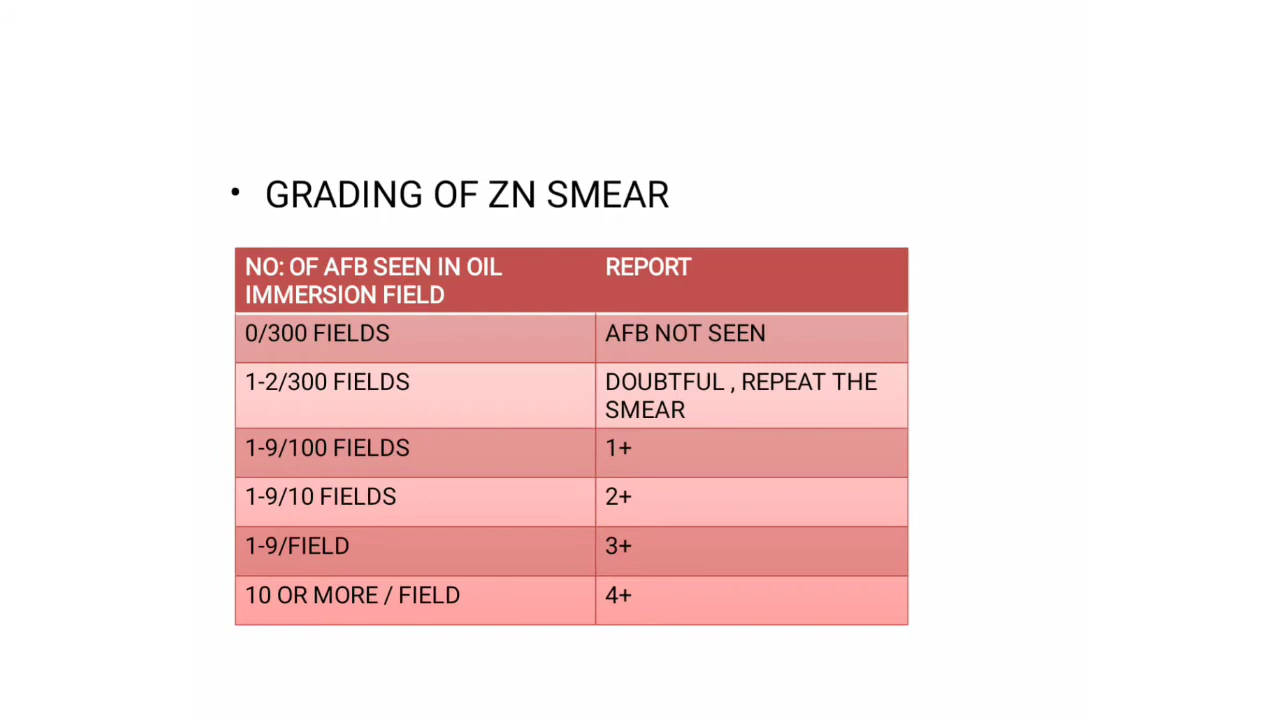 • GRADING OF ZN SMEAR
NO: OF AFB SEEN IN OIL
IMMERSION FIELD
REPORT
0/300 FIELDS
AFB NOT SEEN
1-2/300 FIELDS
DOUBTFUL , REPEAT THE
SMEAR
1-9/100 FIELDS
1+
1-9/10 FIELDS
2+
1-9/FIELD
3+
10 OR MORE / FIELD
4+